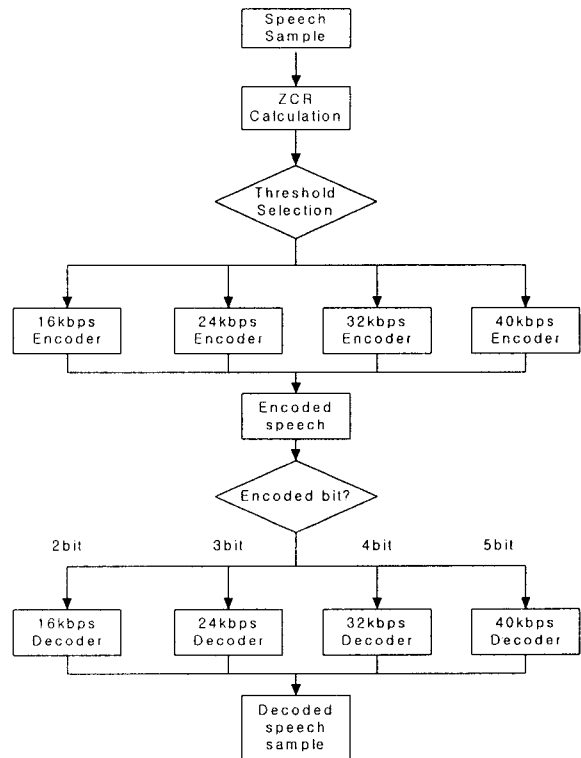 Speech
Sample
ZCR
Calculation
Threshold
Selection
16kbps
Encoder
24kbps
Encoder
32kbps
Encoder
40kbps
Encoder
Encoded
speech
Encoded bit?
2bit
3bit
4bit
5bit
16kbps
Decoder
24kbps
Decoder
32kbps
Decoder
40kbps
Decoder
Decoded
speech
sample